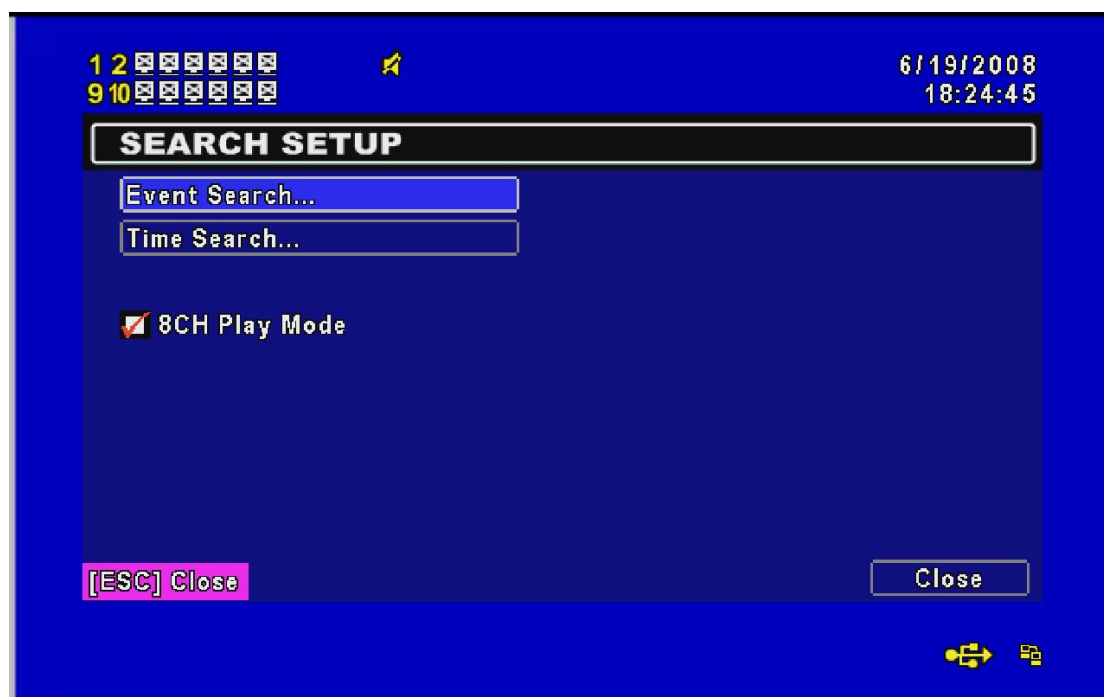 1 2
6/19/2008
9 10
18:24:45
SEARCH SETUP
Event Search...
Time Search...
8CH Play Mode
[ESC] Close
Close